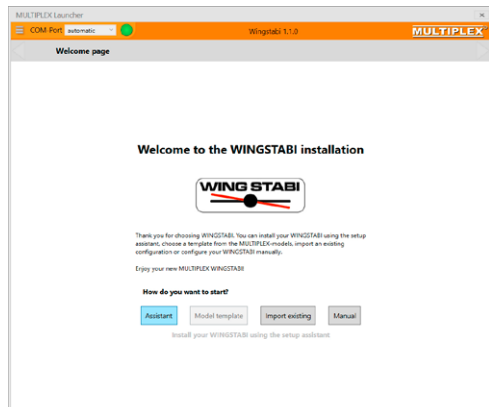 MULTIPLEX Launcher
COM-Port automatic Wingstabi 1.1.0 MULTIPLEX
Welcome page
Welcome to the WINGSTABI installation
WING STABI
Thank you for choosing WINGSTABI. You can install your WINGSTABI using the setup
assistant, choose a template from the MULTIPLEX-models, import an existing
configuration or configure your WINGSTABI manually.
Enjoy your new MULTIPLEX WINGSTABI!
How do you want to start?
Assistant Model template Import existing Manual
Install your WINGSTABI using the setup assistant